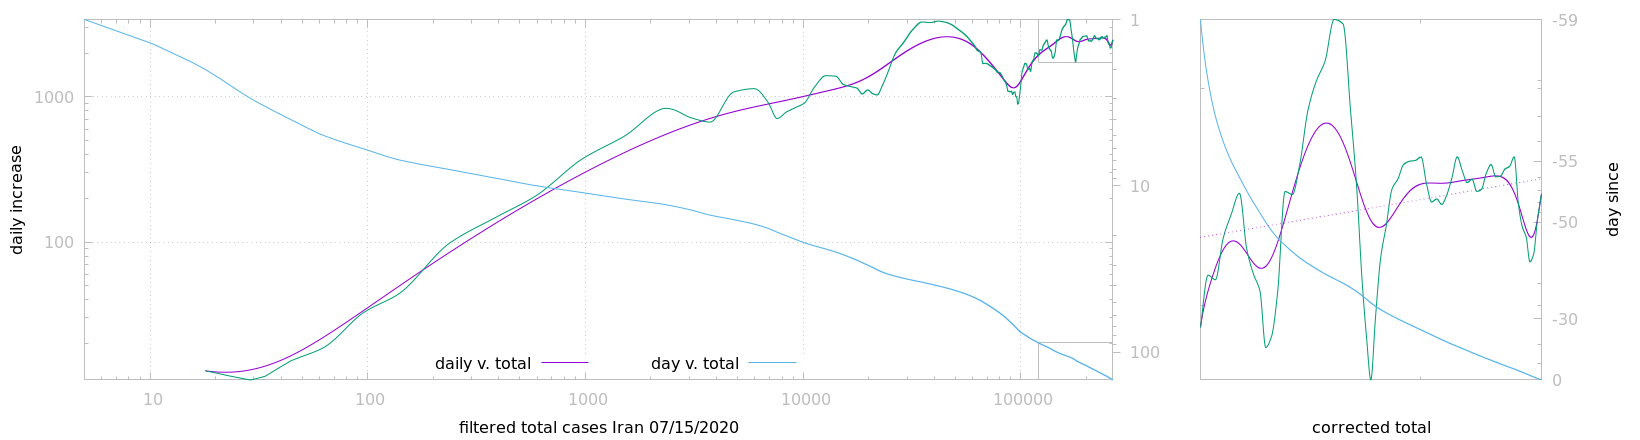 1
-59
1000
daily increase
-55
10
day since
-50
100
-30
daily v. total
day v. total
100
0
10
100
1000
10000
100000
filtered total cases Iran 07/15/2020
corrected total